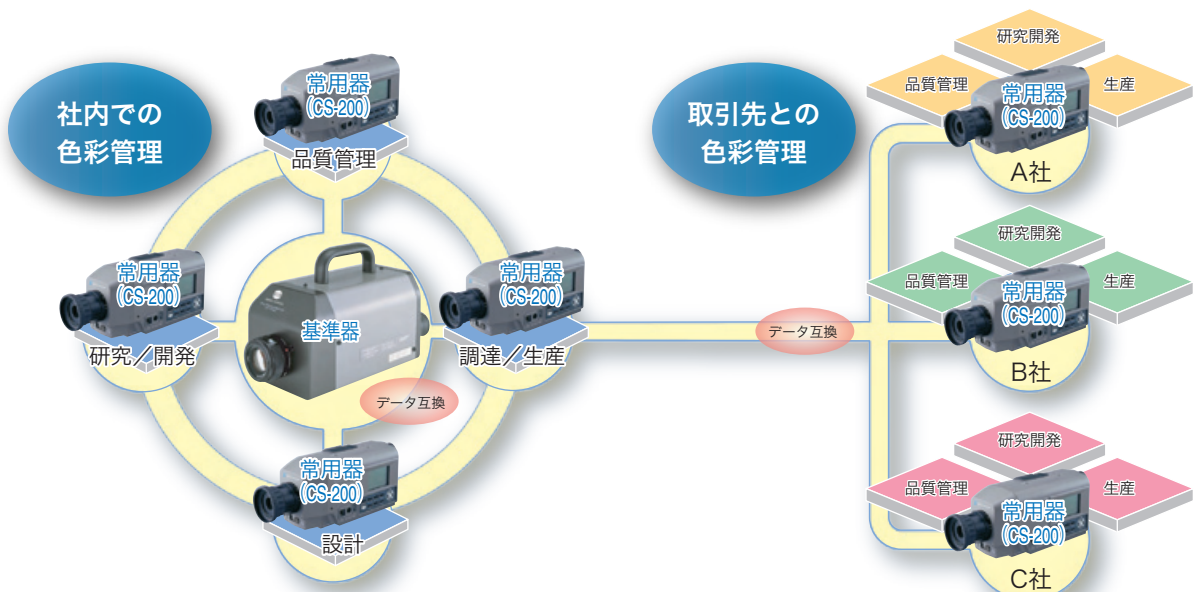 社内での
色彩管理
常用器
(CS-200)
品質管理
常用器
(CS-200)
研究／開発
基準器
常用器
(CS-200)
調達／生産
データ互換
常用器
(CS-200)
設計
取引先との
色彩管理
データ互換
研究開発
品質管理
生産
常用器
(CS-200)
A社
研究開発
品質管理
生産
常用器
(CS-200)
B社
研究開発
品質管理
生産
常用器
(CS-200)
C社